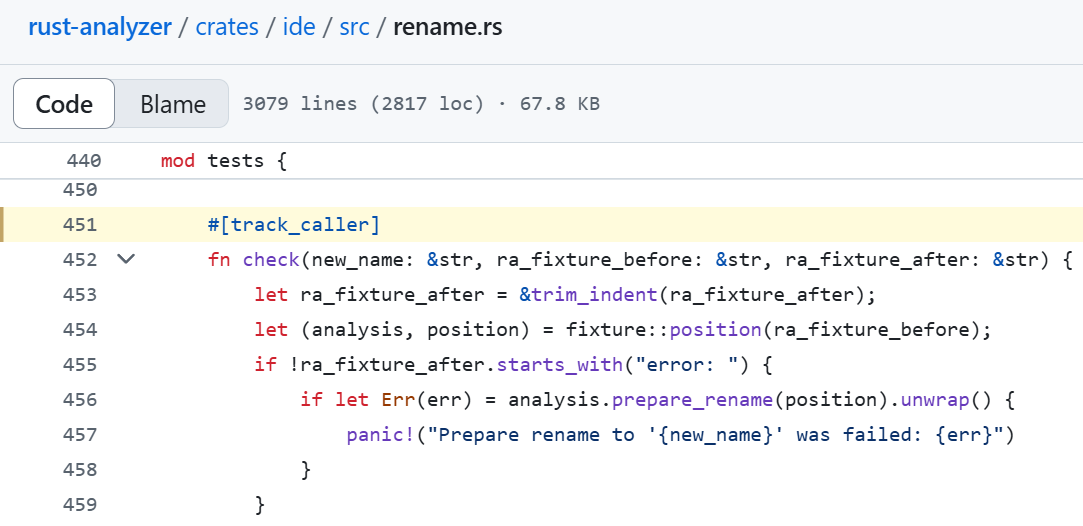 rust-analyzer / crates / ide / src / rename.rs
Code Blame 3079 lines (2817 loc) · 67.8 KB
440 mod tests {
450
451 #[track_caller]
452 fn check(new_name: &str, ra_fixture_before: &str, ra_fixture_after: &str) {
453 let ra_fixture_after = &trim_indent(ra_fixture_after);
454 let (analysis, position) = fixture::position(ra_fixture_before);
455 if !ra_fixture_after.starts_with("error: ") {
456 if let Err(err) = analysis.prepare_rename(position).unwrap() {
457 panic!("Prepare rename to '{new_name}' was failed: {err}")
458 }
459 }